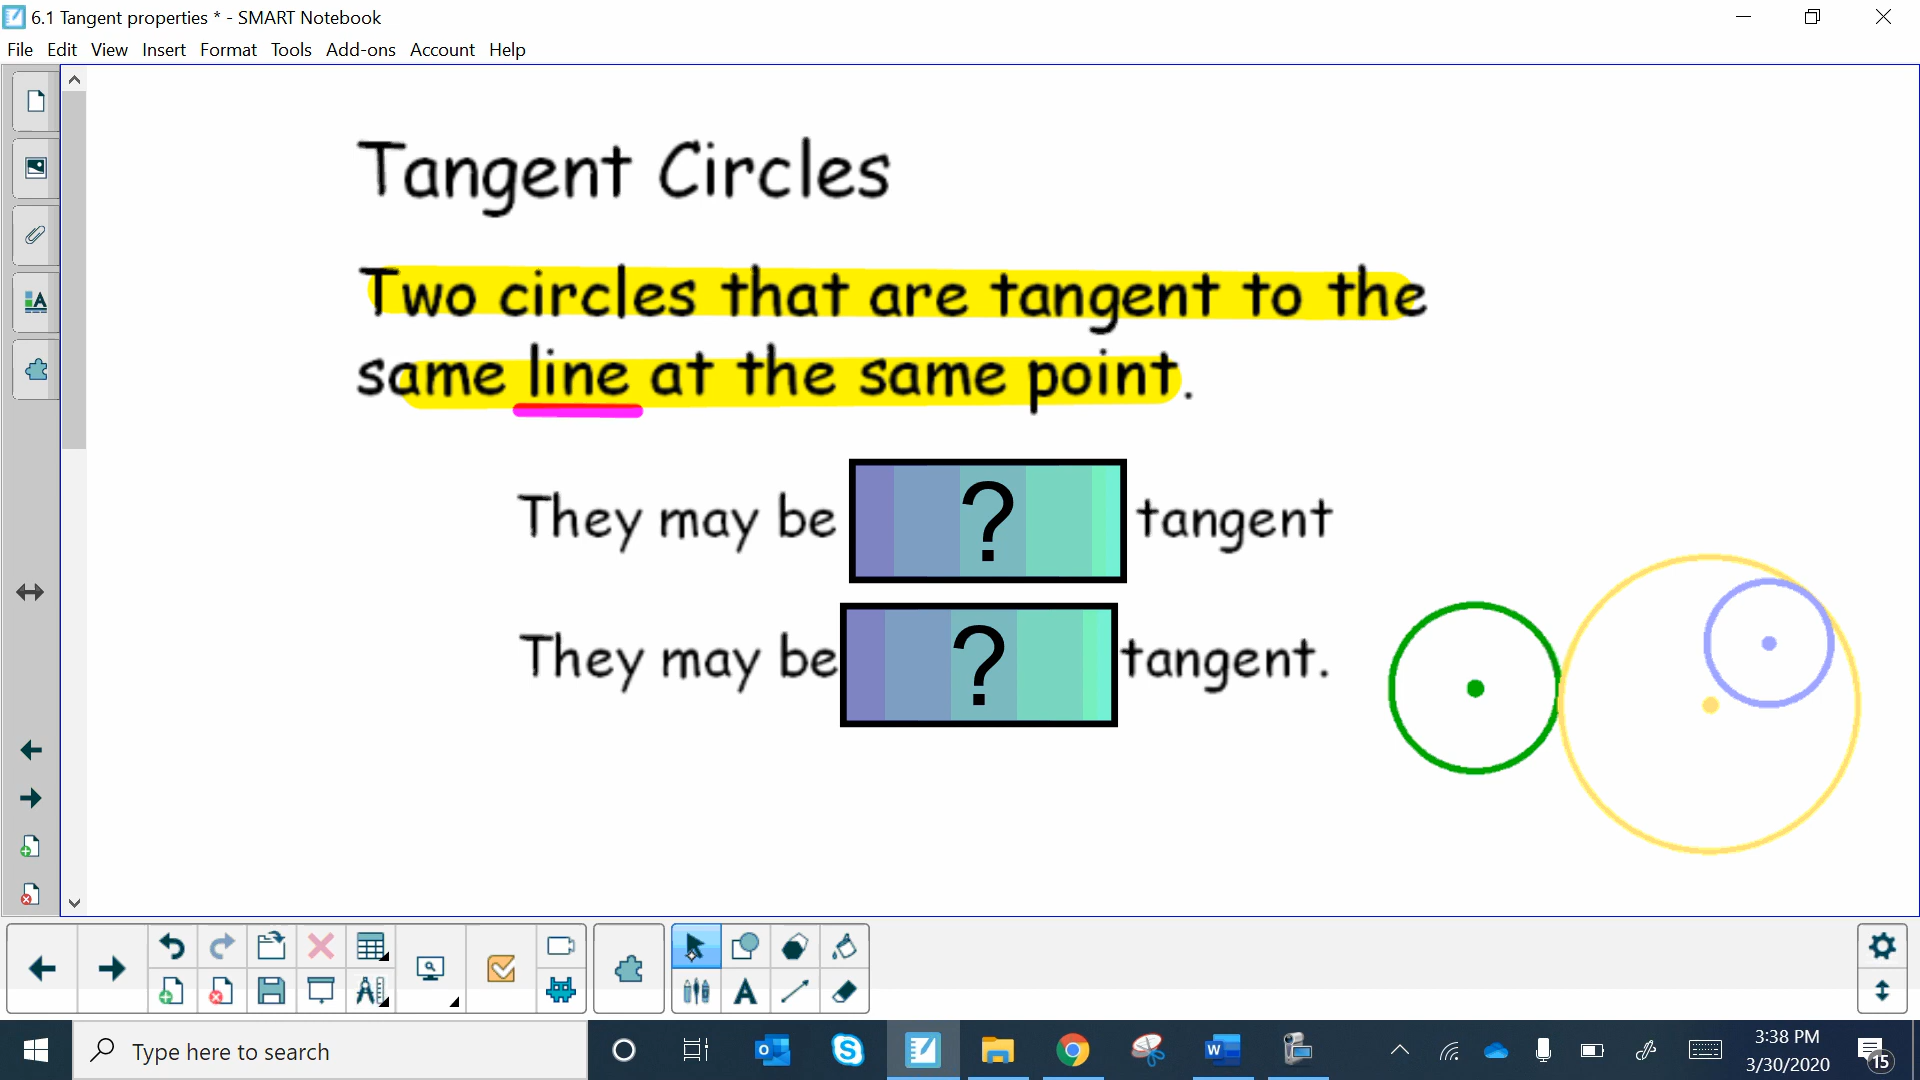 6.1 Tangent properties * - SMART Notebook
File Edit View Insert Format Tools Add-ons Account Help
Tangent Circles
Two circles that are tangent to the
same line at the same point.
They may be ? tangent
They may be ? tangent.
Type here to search
3:38 PM
3/30/2020
15